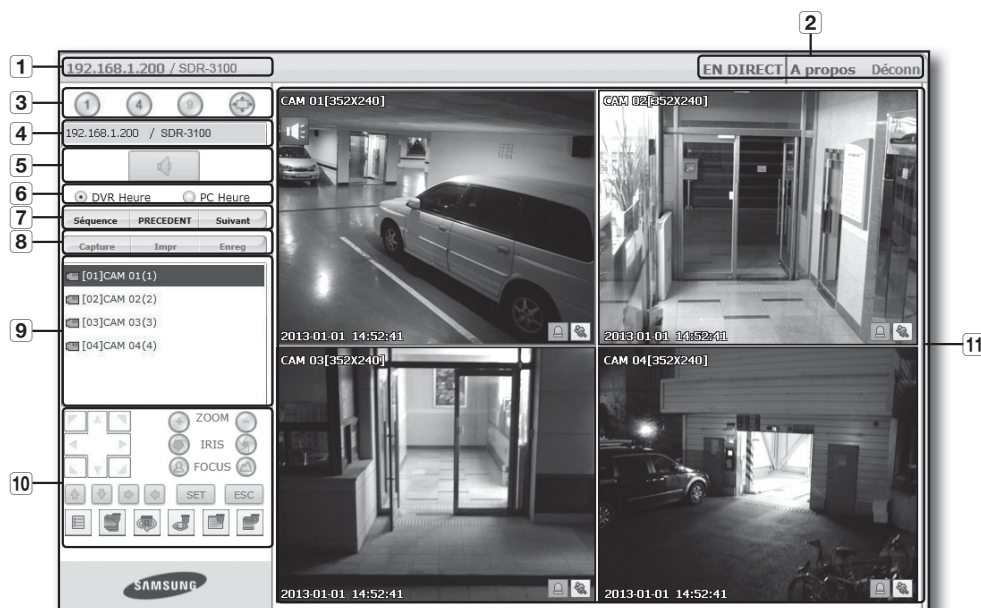 2
1
192.168.1.200 / SDR-3100
EN DIRECT A propos Déconn
3
1 4 9
4
192.168.1.200 / SDR-3100
5
6
DVR Heure PC Heure
7
Séquence PRECEDENT Suivant
8
Capture Impr Enreg
9
[01]CAM 01(1)
[02]CAM 02(2)
[03]CAM 03(3)
[04]CAM 04(4)
10
ZOOM
IRIS
FOCUS
SET ESC
SAMSUNG
CAM 01[352X240]
2013-01-01 14:52:41
CAM 02[352X240]
2013-01-01 14:52:41
CAM 03[352X240]
2013-01-01 14:52:41
CAM 04[352X240]
2013-01-01 14:52:41
11